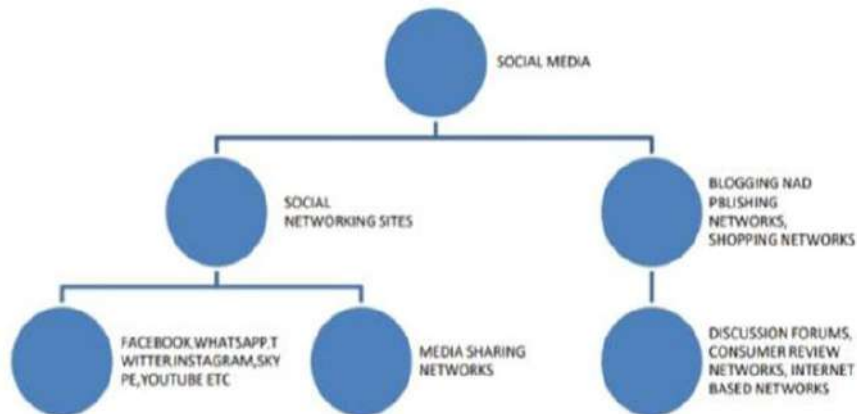 SOCIAL MEDIA
SOCIAL
NETWORKING SITES
BLOGGING NAD
PBLISHING
NETWORKS,
SHOPPING NETWORKS
FACEBOOK,WHATSAPP,T
WITTER,INSTAGRAM,SKY
PE,YOUTUBE ETC
MEDIA SHARING
NETWORKS
DISCUSSION FORUMS,
CONSUMER REVIEW
NETWORKS, INTERNET
BASED NETWORKS